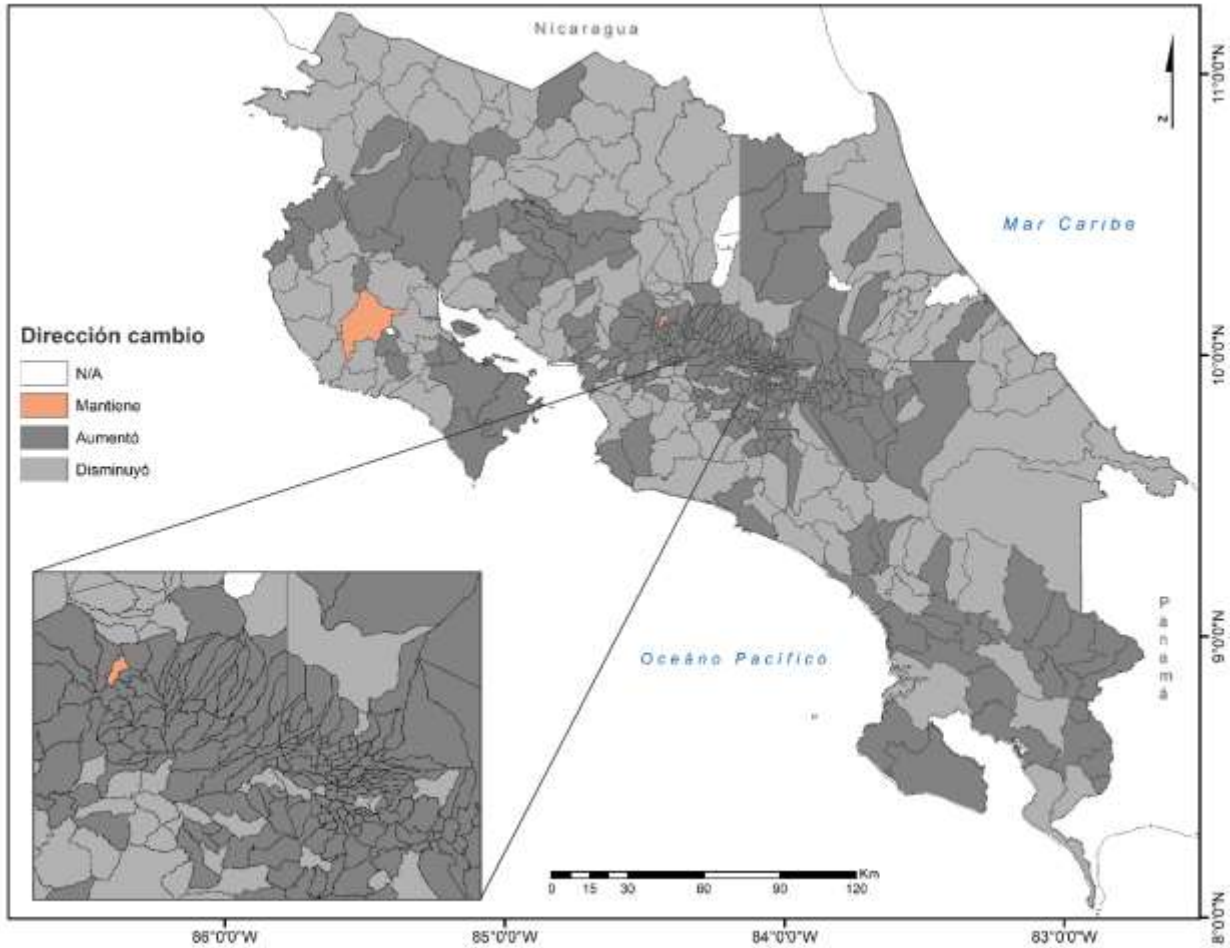 Nicaragua
N
11°0'0"N
Mar Caribe
Dirección cambio
N/A
Mantiene
Aumentó
Disminuyó
10°0'0"N
Panamá
9°0'0"N
Oceáno Pacífico
Km
0 15 30 60 90 120
8°0'0"N
86°0'0"W 85°0'0"W 84°0'0"W 83°0'0"W